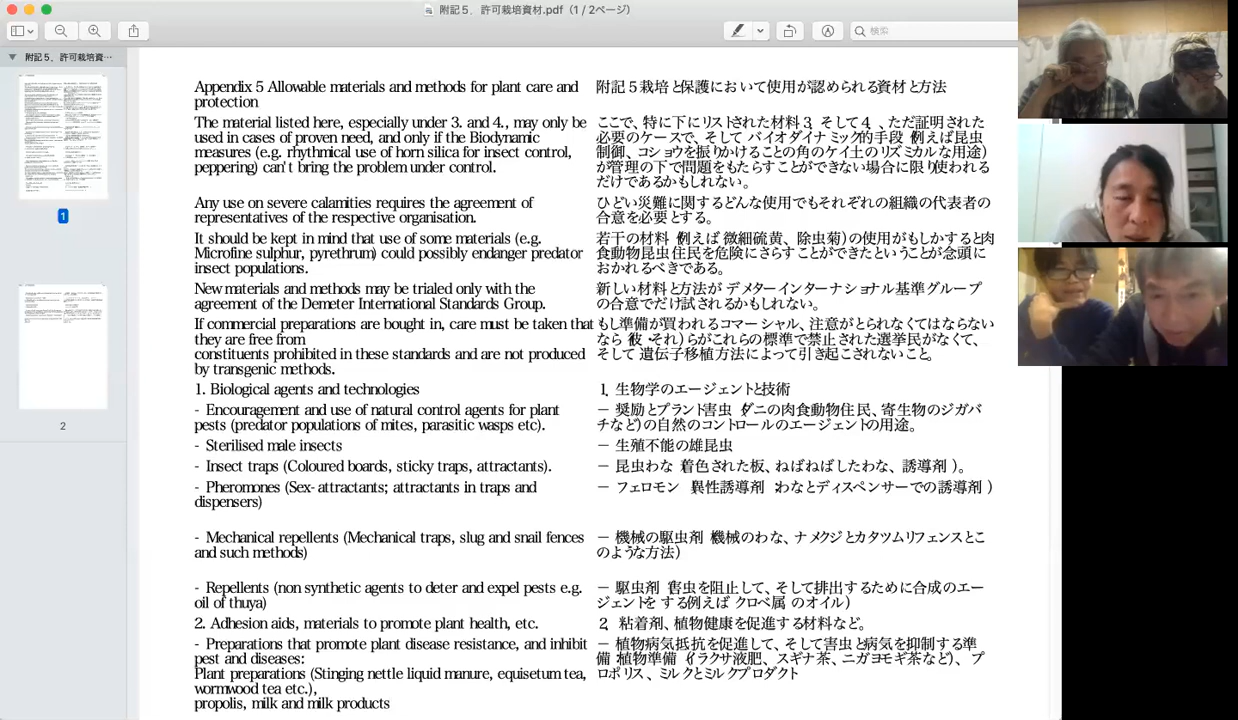 附記５．許可栽培資材.pdf（1 / 2ページ）
検索
附記５．許可栽培資…
1
2
Appendix 5 Allowable materials and methods for plant care and
protection
The material listed here, especially under 3. and 4., may only be
used in cases of proven need, and only if the Biodynamic
measures (e.g. rhythmical use of horn silica for insect control,
peppering) can't bring the problem under control.
Any use on severe calamities requires the agreement of
representatives of the respective organisation.
It should be kept in mind that use of some materials (e.g.
Microfine sulphur, pyrethrum) could possibly endanger predator
insect populations.
New materials and methods may be trialed only with the
agreement of the Demeter International Standards Group.
If commercial preparations are bought in, care must be taken that
they are free from
constituents prohibited in these standards and are not produced
by transgenic methods.
1. Biological agents and technologies
- Encouragement and use of natural control agents for plant
pests (predator populations of mites, parasitic wasps etc).
- Sterilised male insects
- Insect traps (Coloured boards, sticky traps, attractants).
- Pheromones (Sex- attractants; attractants in traps and
dispensers)
- Mechanical repellents (Mechanical traps, slug and snail fences
and such methods)
- Repellents (non synthetic agents to deter and expel pests e.g.
oil of thuya)
2. Adhesion aids, materials to promote plant health, etc.
- Preparations that promote plant disease resistance, and inhibit
pest and diseases:
Plant preparations (Stinging nettle liquid manure, equisetum tea,
wormwood tea etc.),
propolis, milk and milk products
附記５栽培と保護において使用が認められる資材と方法
ここで、特に下にリストされた材料3、そして４、ただ証明された
必要のケースで、そして バイオダイナミック的手段 例えば昆虫
制御、コショウを振りかけることの角のケイ土のリズミカルな用途）
が管理の下で問題をもたらすことができない場合に限り使われる
だけであるかもしれない。
ひどい災難に関するどんな使用でもそれぞれの組織の代表者の
合意を必要とする。
若干の材料 例えば 微細硫黄、除虫菊）の使用がもしかすると肉
食動物昆虫住民を危険にさらすことができたということが念頭に
おかれるべきである。
新しい材料と方法が デメターインターナショナル基準グループ
の合意でだけ試されるかもしれない。
もし準備が買われるコマーシャル、注意がとられなくてはならない
なら 彼・それ）らがこれらの標準で禁止された選挙民がなくて、
そして 遺伝子移植方法によって引き起こされないこと。
1．生物学のエージェントと技術
－ 奨励とプラント害虫 ダニの肉食動物住民、寄生物のジガバ
チなど）の自然のコントロールのエージェントの用途。
－ 生殖不能の雄昆虫
－ 昆虫わな 着色された板、ねばねばしたわな、誘導剤）。
－ フェロモン 異性誘導剤 わなとディスペンサーでの誘導剤）
－ 機械の駆虫剤 機械のわな、ナメクジとカタツムリフェンスとこ
のような方法）
－ 駆虫剤 害虫を阻止して、そして排出するために合成のエー
ジェントを する例えば クロベ属 のオイル）
2．粘着剤、植物健康を促進する材料など。
－ 植物病気抵抗を促進して、そして害虫と病気を抑制する準
備 植物準備 イラクサ液肥、スギナ茶、ニガヨモギ茶など）、プ
ロポリス、ミルクとミルクプロダクト